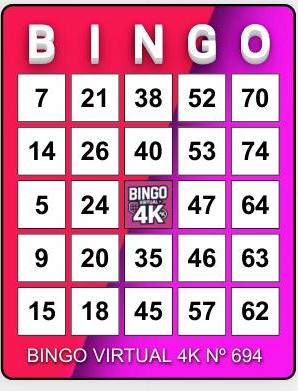 B I N G O
7 21 38 52 70
14 26 40 53 74
5 24 BINGO VIRTUAL 4K 47 64
9 20 35 46 63
15 18 45 57 62
BINGO VIRTUAL 4K Nº 694